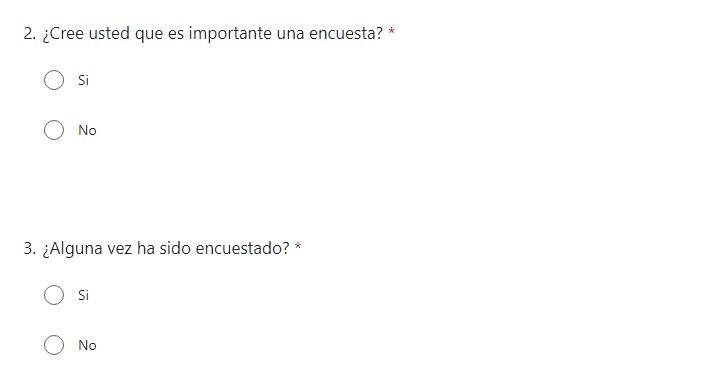 2. ¿Cree usted que es importante una encuesta? *
Si
No
3. ¿Alguna vez ha sido encuestado? *
Si
No